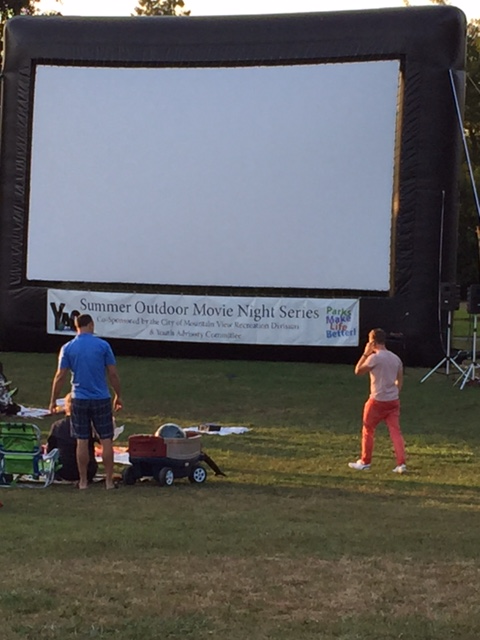 Summer Outdoor Movie Night Series
Co-Sponsored by the City of Mountain View Recreation Division
& Youth Advisory Committee
Parks
Make
Life
Better!